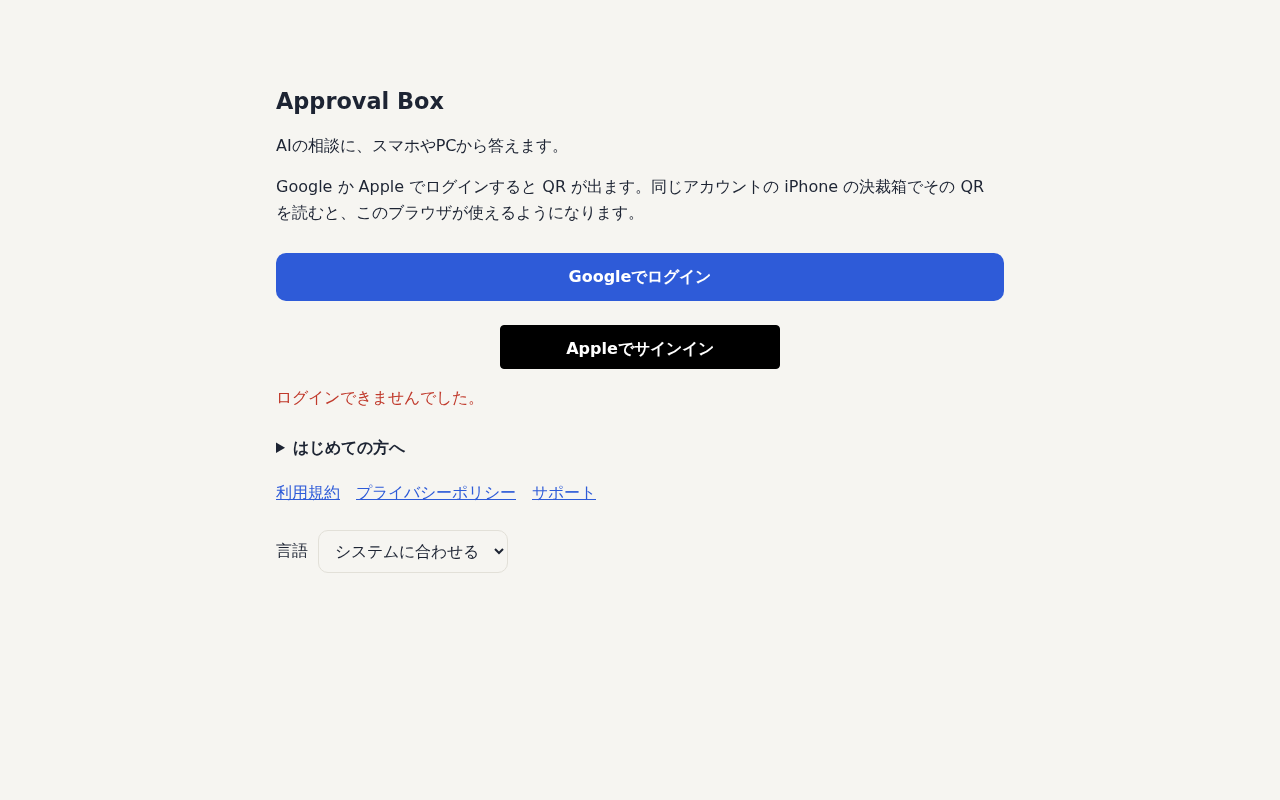 Approval Box
AIの相談に、スマホやPCから答えます。
Google か Apple でログインすると QR が出ます。同じアカウントの iPhone の決裁箱でその QR
を読むと、このブラウザが使えるようになります。
Googleでログイン
Appleでサインイン
ログインできませんでした。
はじめての方へ
利用規約 プライバシーポリシー サポート
言語 システムに合わせる